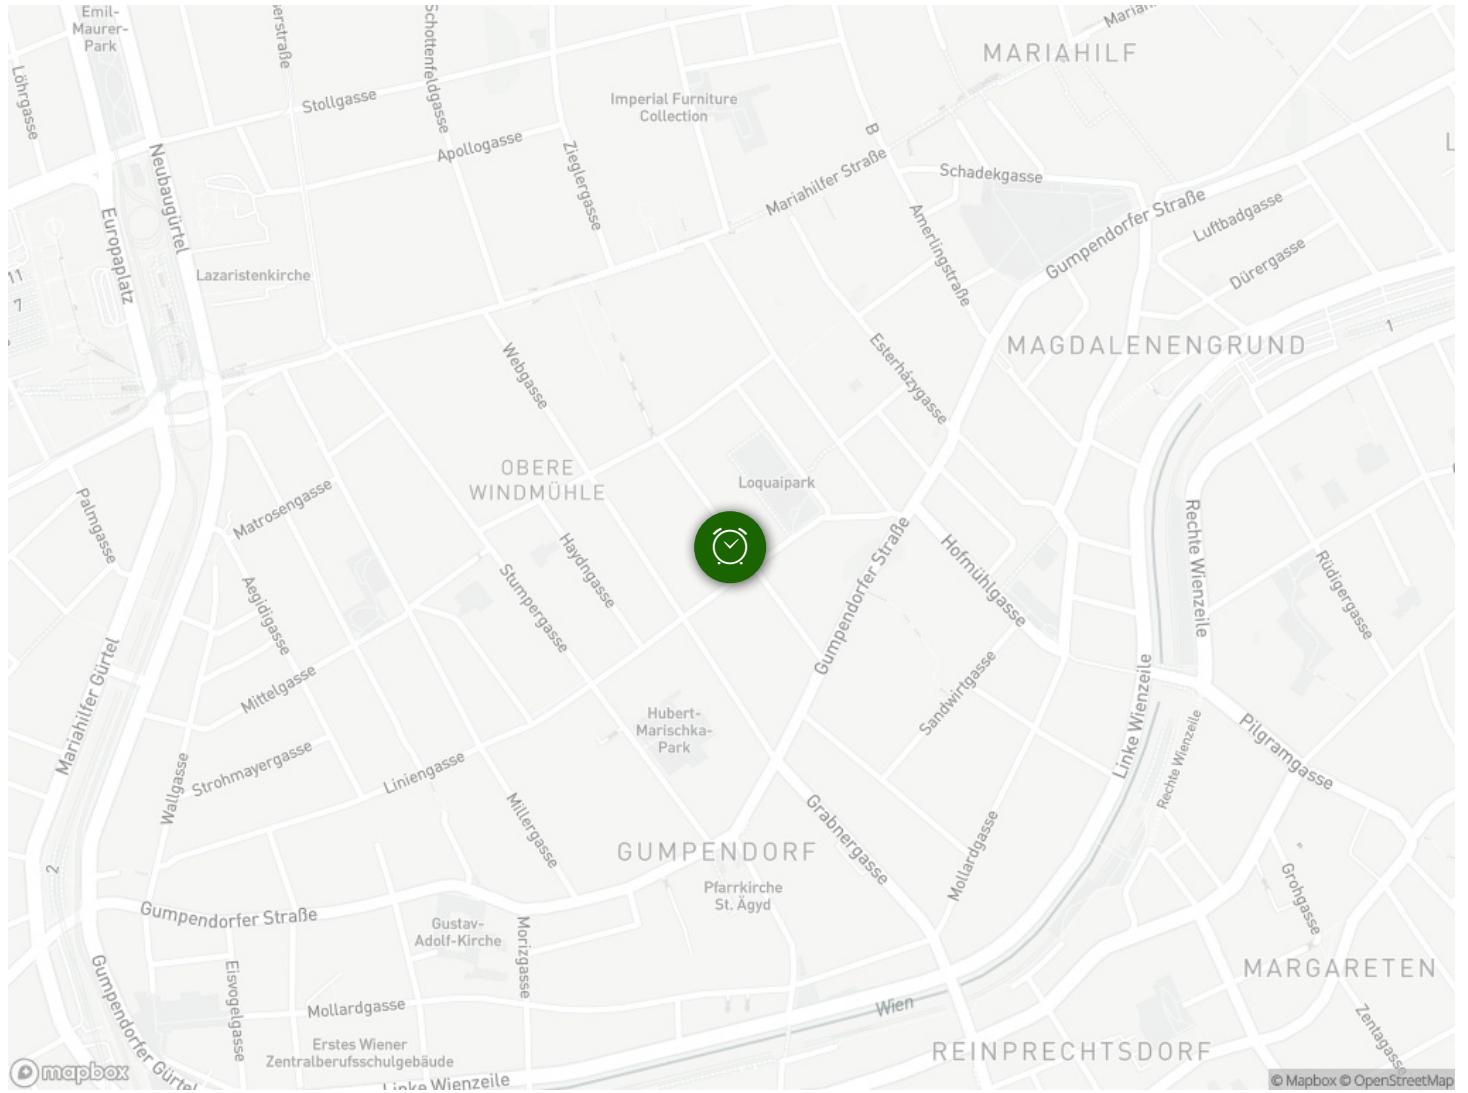 Emil-
Maurer-
Park
Löhrgasse
Schottenfeldgasse
Stollgasse
Apollogasse
Zieglergasse
Imperial Furniture
Collection
MARIAHILF
B
Mariahilfer Straße
Schadekgasse
Amerlingstraße
Gumpendorfer Straße
Luftbadgasse
Dürergasse
Neubaugürtel
Europaplatz
Lazaristenkirche
11
7
MAGDALENENGRUND
1
Webgasse
Esterházygasse
OBERE
WINDMÜHLE
Loquaipark
Matrosengasse
Palmgasse
Aegidigasse
Haydngasse
Stumpergasse
Gumpendorfer Straße
Hofmühlgasse
Rechte Wienzeile
Rüdigergasse
Mariahilfer Gürtel
Mittelgasse
Sandwirtgasse
Linke Wienzeile
Rechte Wienzeile
Pilgramgasse
Hubert-
Marischka-
Park
Strohmayergasse
Wallgasse
Liniengasse
Millergasse
Grabnergasse
Mollardgasse
GUMPENDORF
2
Pfarrkirche
St. Ägyd
Grohgasse
Gumpendorfer Straße
Gustav-
Adolf-Kirche
Morizgasse
Eisvogelgasse
Gumpendorfer Gürtel
MARGARETEN
Mollardgasse
Wien
Zentagasse
Erstes Wiener
Zentralberufsschulgebäude
REINPRECHTSDORF
Linke Wienzeile
mapbox
© Mapbox © OpenStreetMap